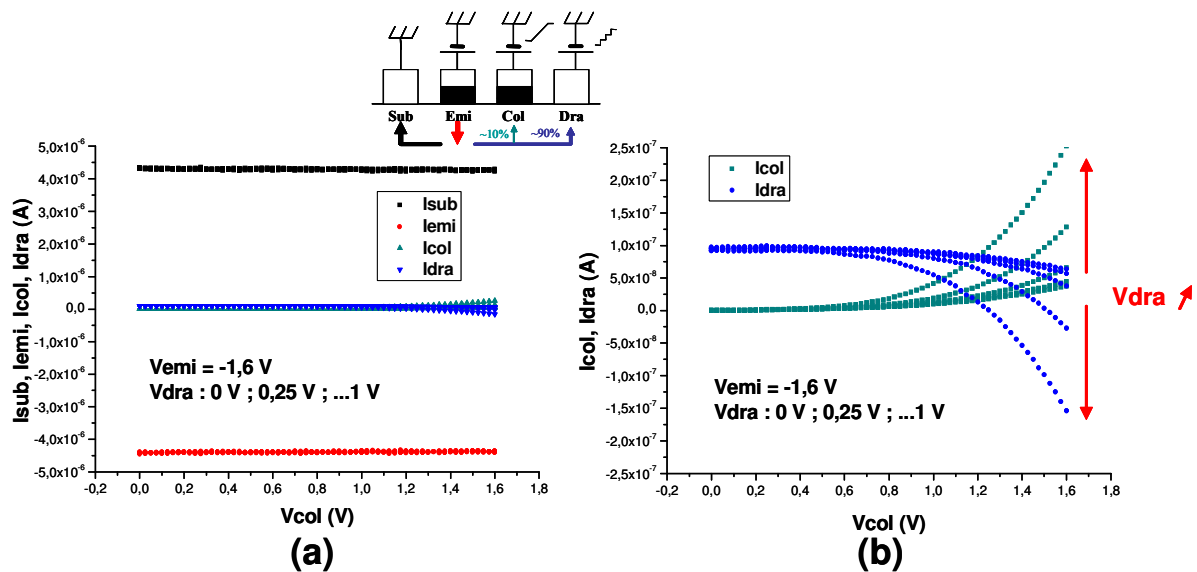 Sub Emi Col Dra
~10% ~90%
5,0x10⁻⁶
4,0x10⁻⁶
3,0x10⁻⁶
2,0x10⁻⁶
1,0x10⁻⁶
0,0
-1,0x10⁻⁶
-2,0x10⁻⁶
-3,0x10⁻⁶
-4,0x10⁻⁶
-5,0x10⁻⁶
Isub, Iemi, Icol, Idra (A)
Isub
Iemi
Icol
Idra
Vemi = -1,6 V
Vdra : 0 V ; 0,25 V ; ...1 V
-0,2 0,0 0,2 0,4 0,6 0,8 1,0 1,2 1,4 1,6 1,8
Vcol (V)
(a)
2,5x10⁻⁷
2,0x10⁻⁷
1,5x10⁻⁷
1,0x10⁻⁷
5,0x10⁻⁸
0,0
-5,0x10⁻⁸
-1,0x10⁻⁷
-1,5x10⁻⁷
-2,0x10⁻⁷
-2,5x10⁻⁷
Icol, Idra (A)
Icol
Idra
Vdra
Vemi = -1,6 V
Vdra : 0 V ; 0,25 V ; ...1 V
-0,2 0,0 0,2 0,4 0,6 0,8 1,0 1,2 1,4 1,6 1,8
Vcol (V)
(b)